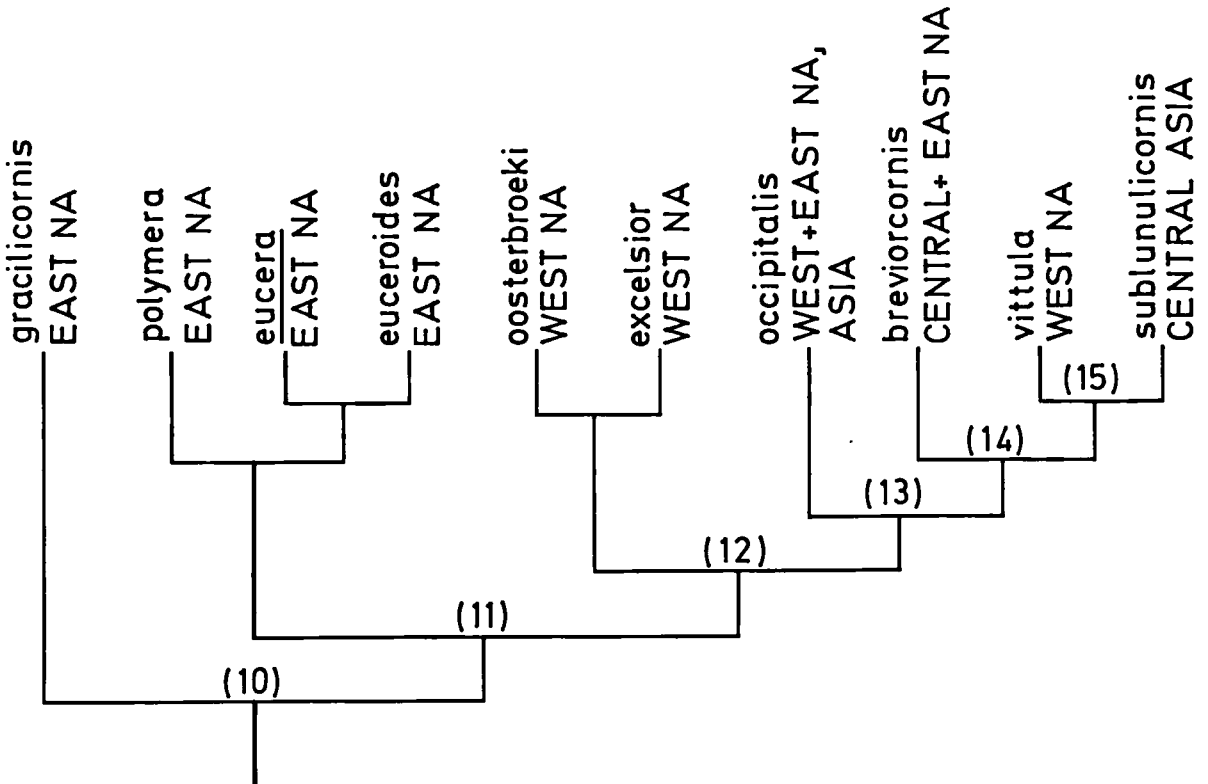 gracilicornis
EAST NA
polymera
EAST NA
eucera
EAST NA
euceroides
EAST NA
oosterbroeki
WEST NA
excelsior
WEST NA
occipitalis
WEST+EAST NA,
ASIA
breviorcornis
CENTRAL+ EAST NA
vittula
WEST NA
sublunulicornis
CENTRAL ASIA
(15)
(14)
(13)
(12)
(11)
(10)